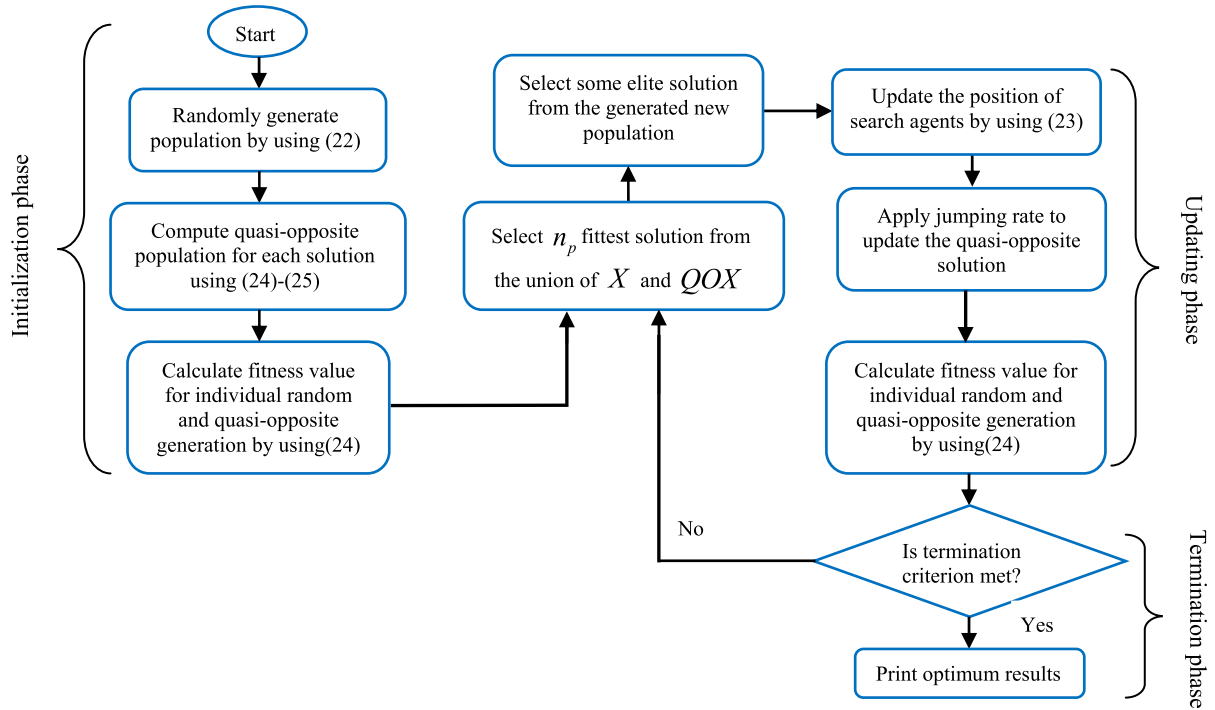 Start
Randomly generate
population by using (22)
Compute quasi-opposite
population for each solution
using (24)-(25)
Calculate fitness value
for individual random
and quasi-opposite
generation by using(24)
Initialization phase
Select some elite solution
from the generated new
population
Select n_p fittest solution from
the union of X and QOX
Update the position of
search agents by using (23)
Apply jumping rate to
update the quasi-opposite
solution
Calculate fitness value for
individual random and
quasi-opposite generation
by using(24)
Updating phase
No
Is termination
criterion met?
Yes
Print optimum results
Termination phase